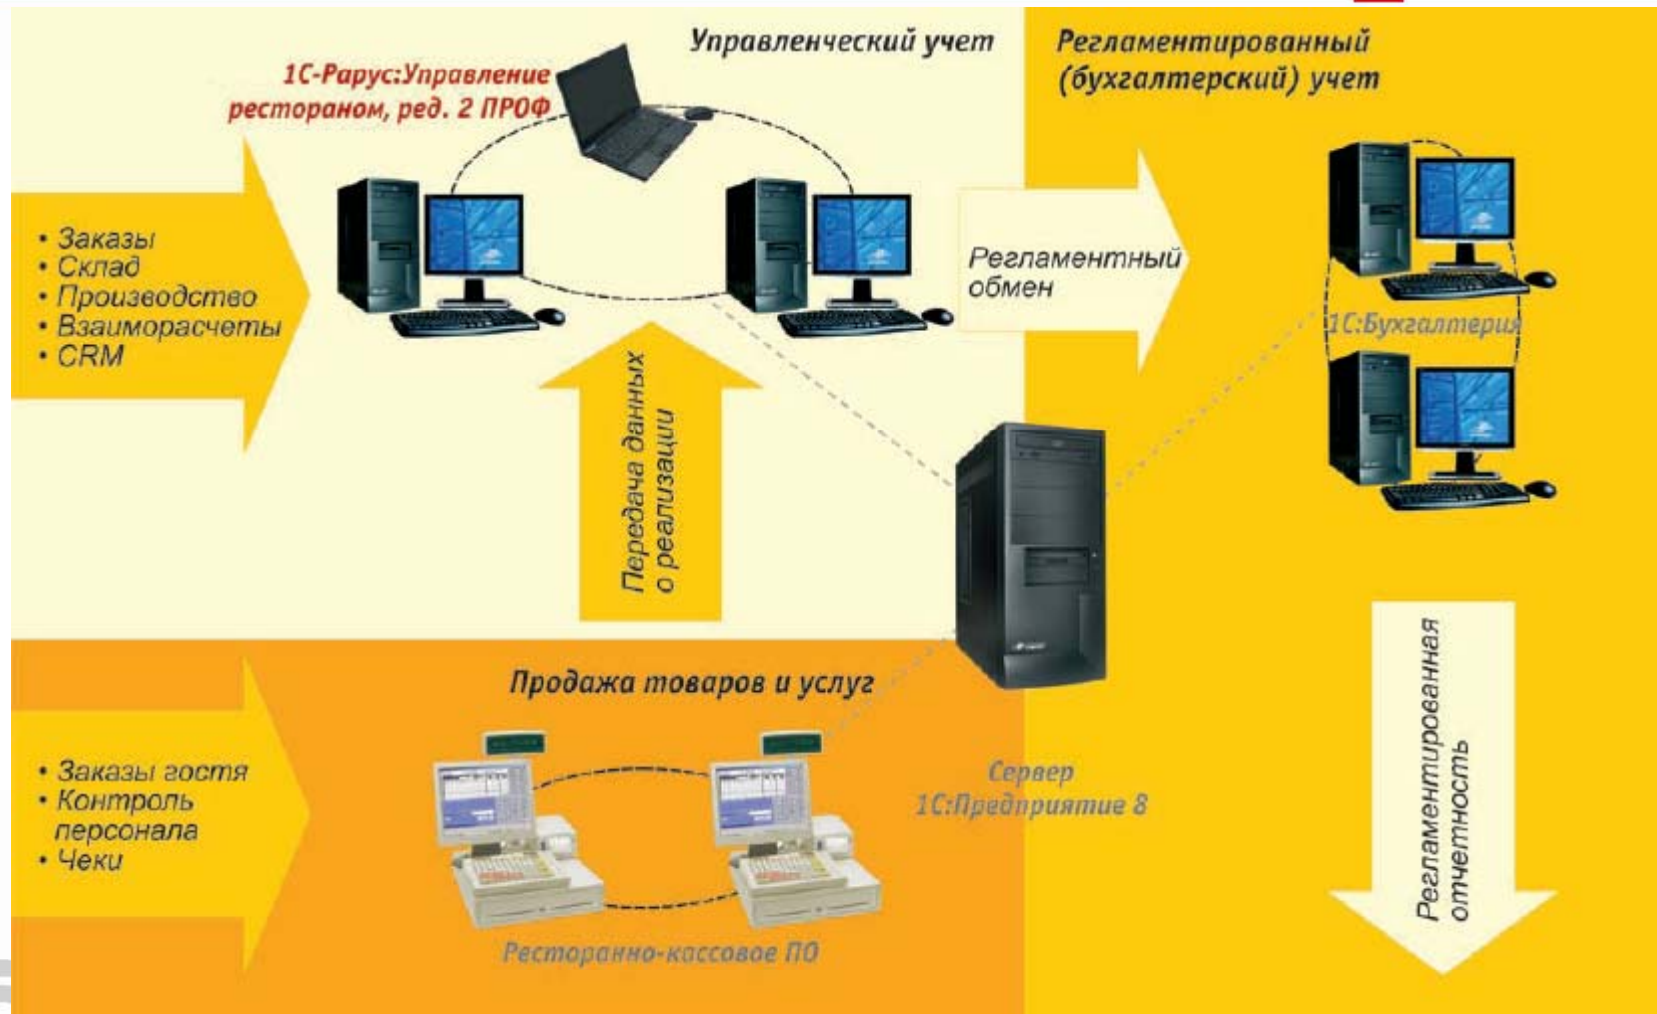 Управленческий учет
Регламентированный
(бухгалтерский) учет
1С-Рарус:Управление
рестораном, ред. 2 ПРОФ
• Заказы
• Склад
• Производство
• Взаиморасчеты
• CRM
Регламентный
обмен
1С:Бухгалтерия
Передача данных
о реализации
Продажа товаров и услуг
• Заказы гостя
• Контроль
персонала
• Чеки
Сервер
1С:Предприятие 8
Ресторанно-кассовое ПО
Регламентированная
отчетность